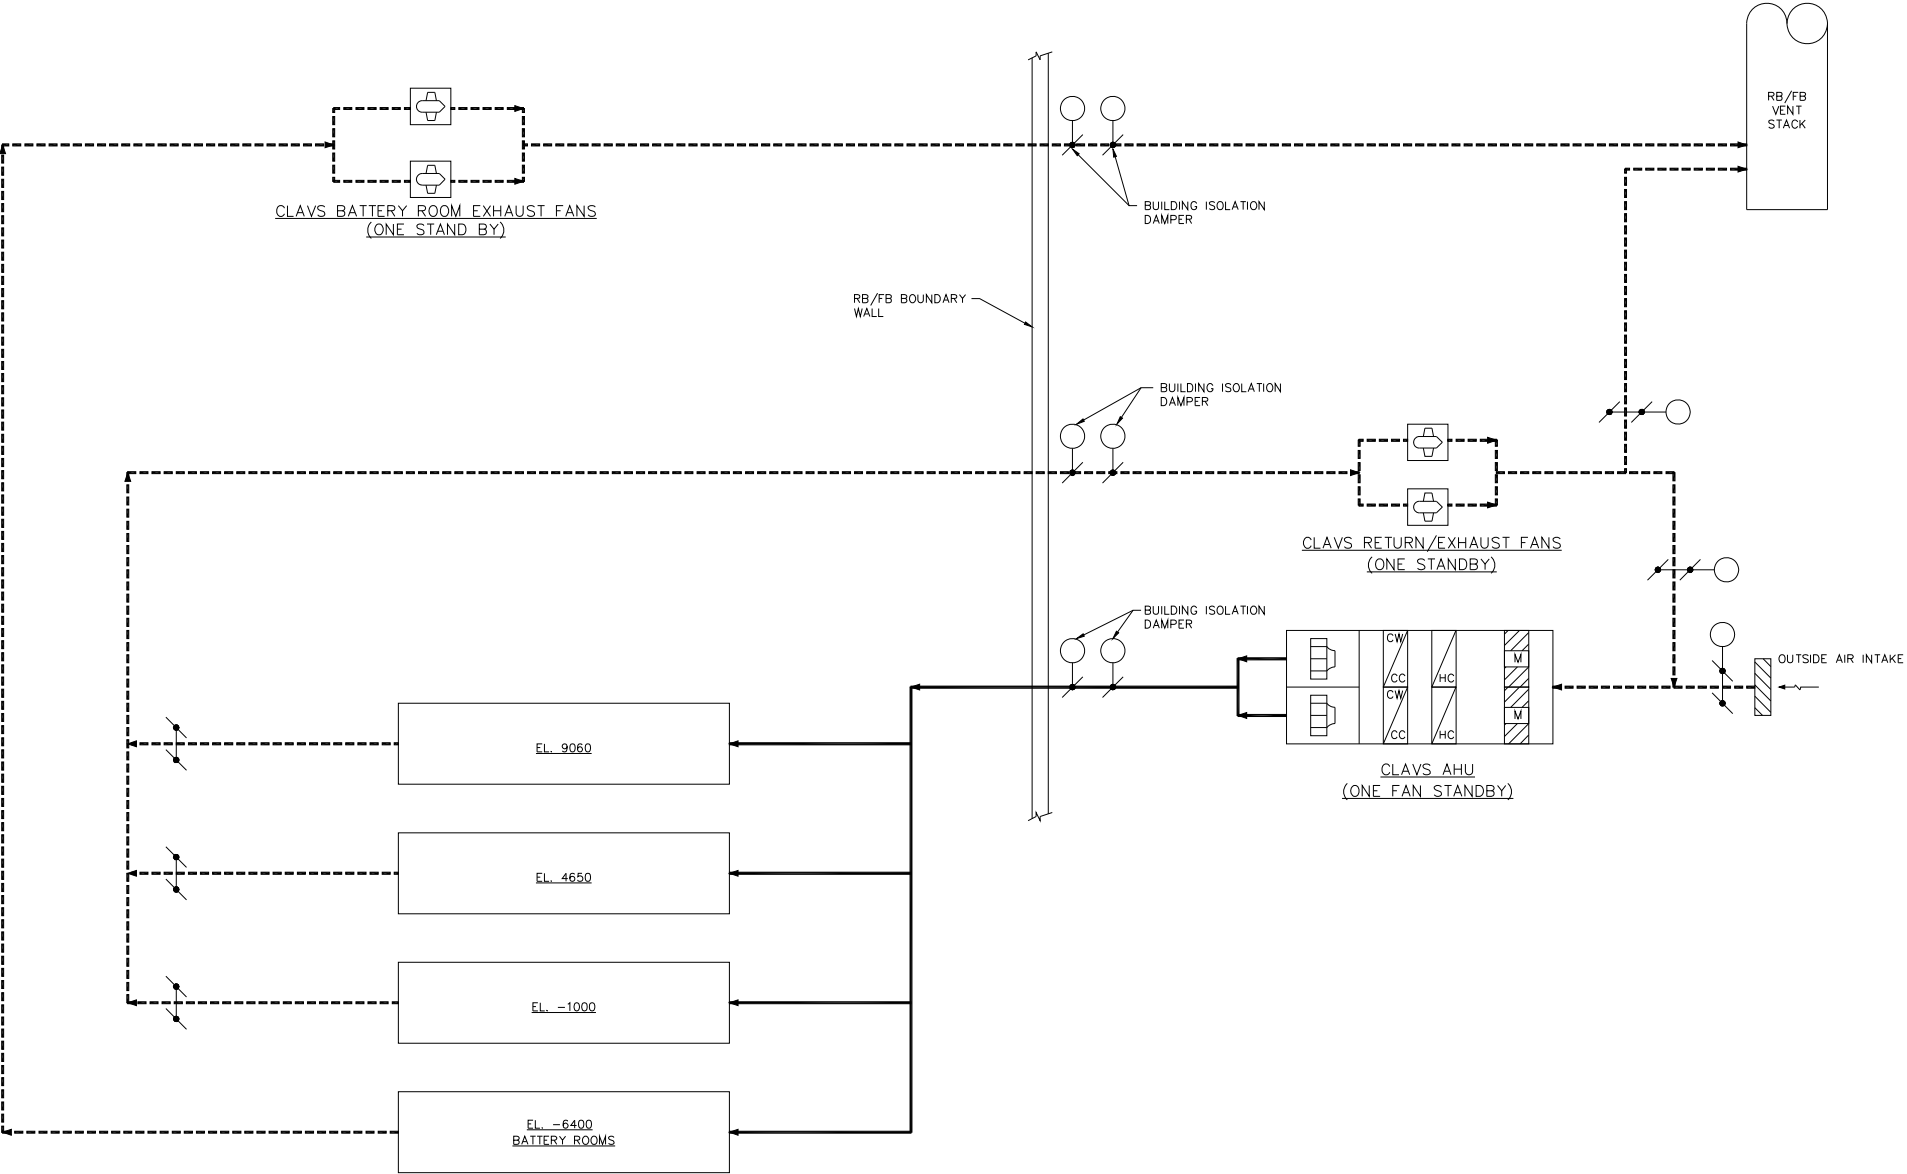 RB/FB
VENT
STACK
CLAVS BATTERY ROOM EXHAUST FANS
(ONE STAND BY)
BUILDING ISOLATION
DAMPER
RB/FB BOUNDARY
WALL
BUILDING ISOLATION
DAMPER
CLAVS RETURN/EXHAUST FANS
(ONE STANDBY)
BUILDING ISOLATION
DAMPER
CW
CC
HC
M
CW
CC
HC
M
OUTSIDE AIR INTAKE
CLAVS AHU
(ONE FAN STANDBY)
EL. 9060
EL. 4650
EL. -1000
EL. -6400
BATTERY ROOMS